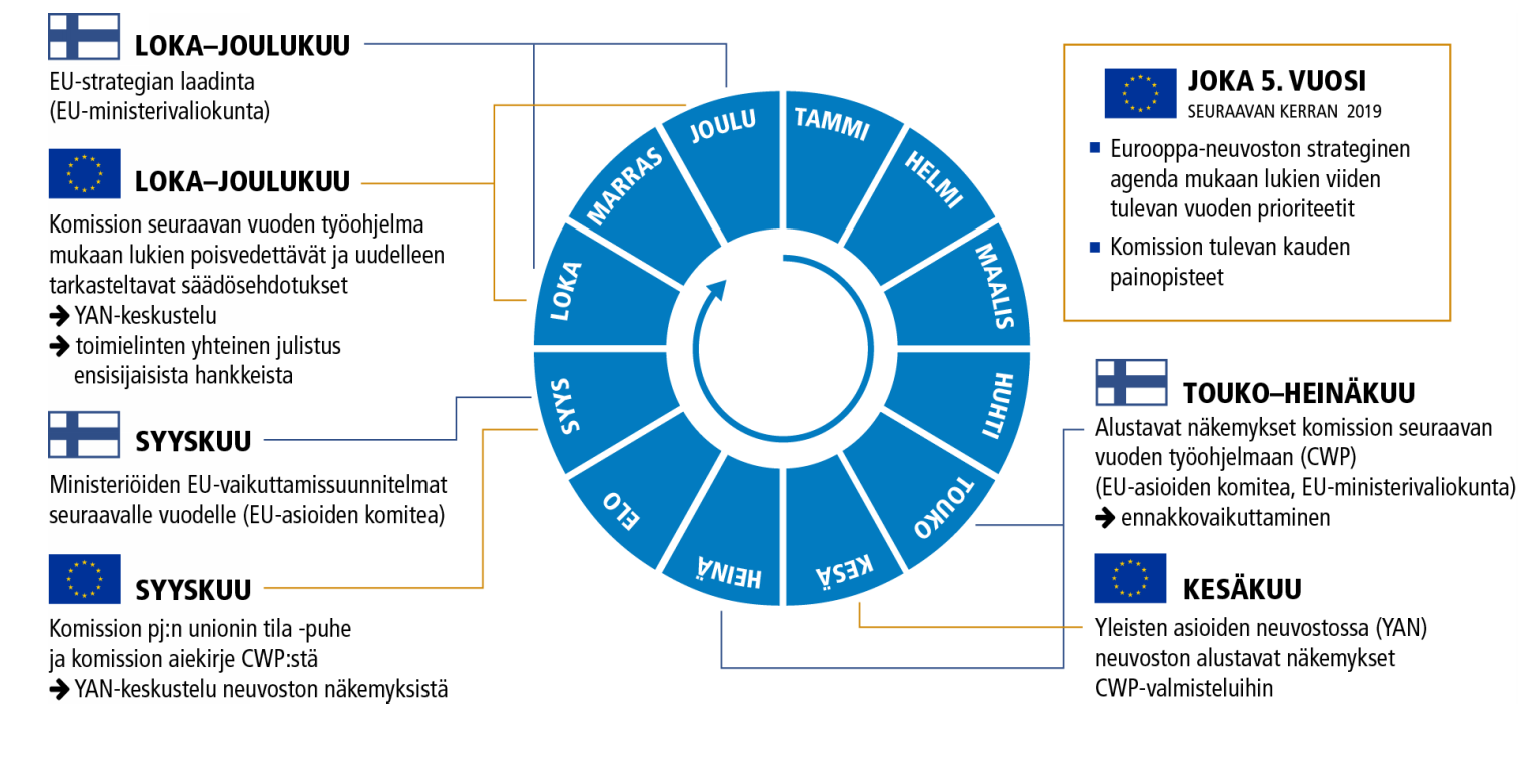 LOKA–JOULUKUU
EU-strategian laadinta
(EU-ministerivaliokunta)
LOKA–JOULUKUU
Komission seuraavan vuoden työohjelma
mukaan lukien poisvedettävät ja uudelleen
tarkasteltavat säädösehdotukset
→ YAN-keskustelu
→ toimielinten yhteinen julistus
ensisijaisista hankkeista
SYYSKUU
Ministeriöiden EU-vaikuttamissuunnitelmat
seuraavalle vuodelle (EU-asioiden komitea)
SYYSKUU
Komission pj:n unionin tila -puhe
ja komission aiekirje CWP:stä
→ YAN-keskustelu neuvoston näkemyksistä
TAMMI
HELMI
MAALIS
HUHTI
TOUKO
KESÄ
HEINÄ
ELO
SYYS
LOKA
MARRAS
JOULU
JOKA 5. VUOSI
SEURAAVAN KERRAN 2019
▪ Eurooppa-neuvoston strateginen
agenda mukaan lukien viiden
tulevan vuoden prioriteetit
▪ Komission tulevan kauden
painopisteet
TOUKO–HEINÄKUU
Alustavat näkemykset komission seuraavan
vuoden työohjelmaan (CWP)
(EU-asioiden komitea, EU-ministerivaliokunta)
→ ennakkovaikuttaminen
KESÄKUU
Yleisten asioiden neuvostossa (YAN)
neuvoston alustavat näkemykset
CWP-valmisteluihin